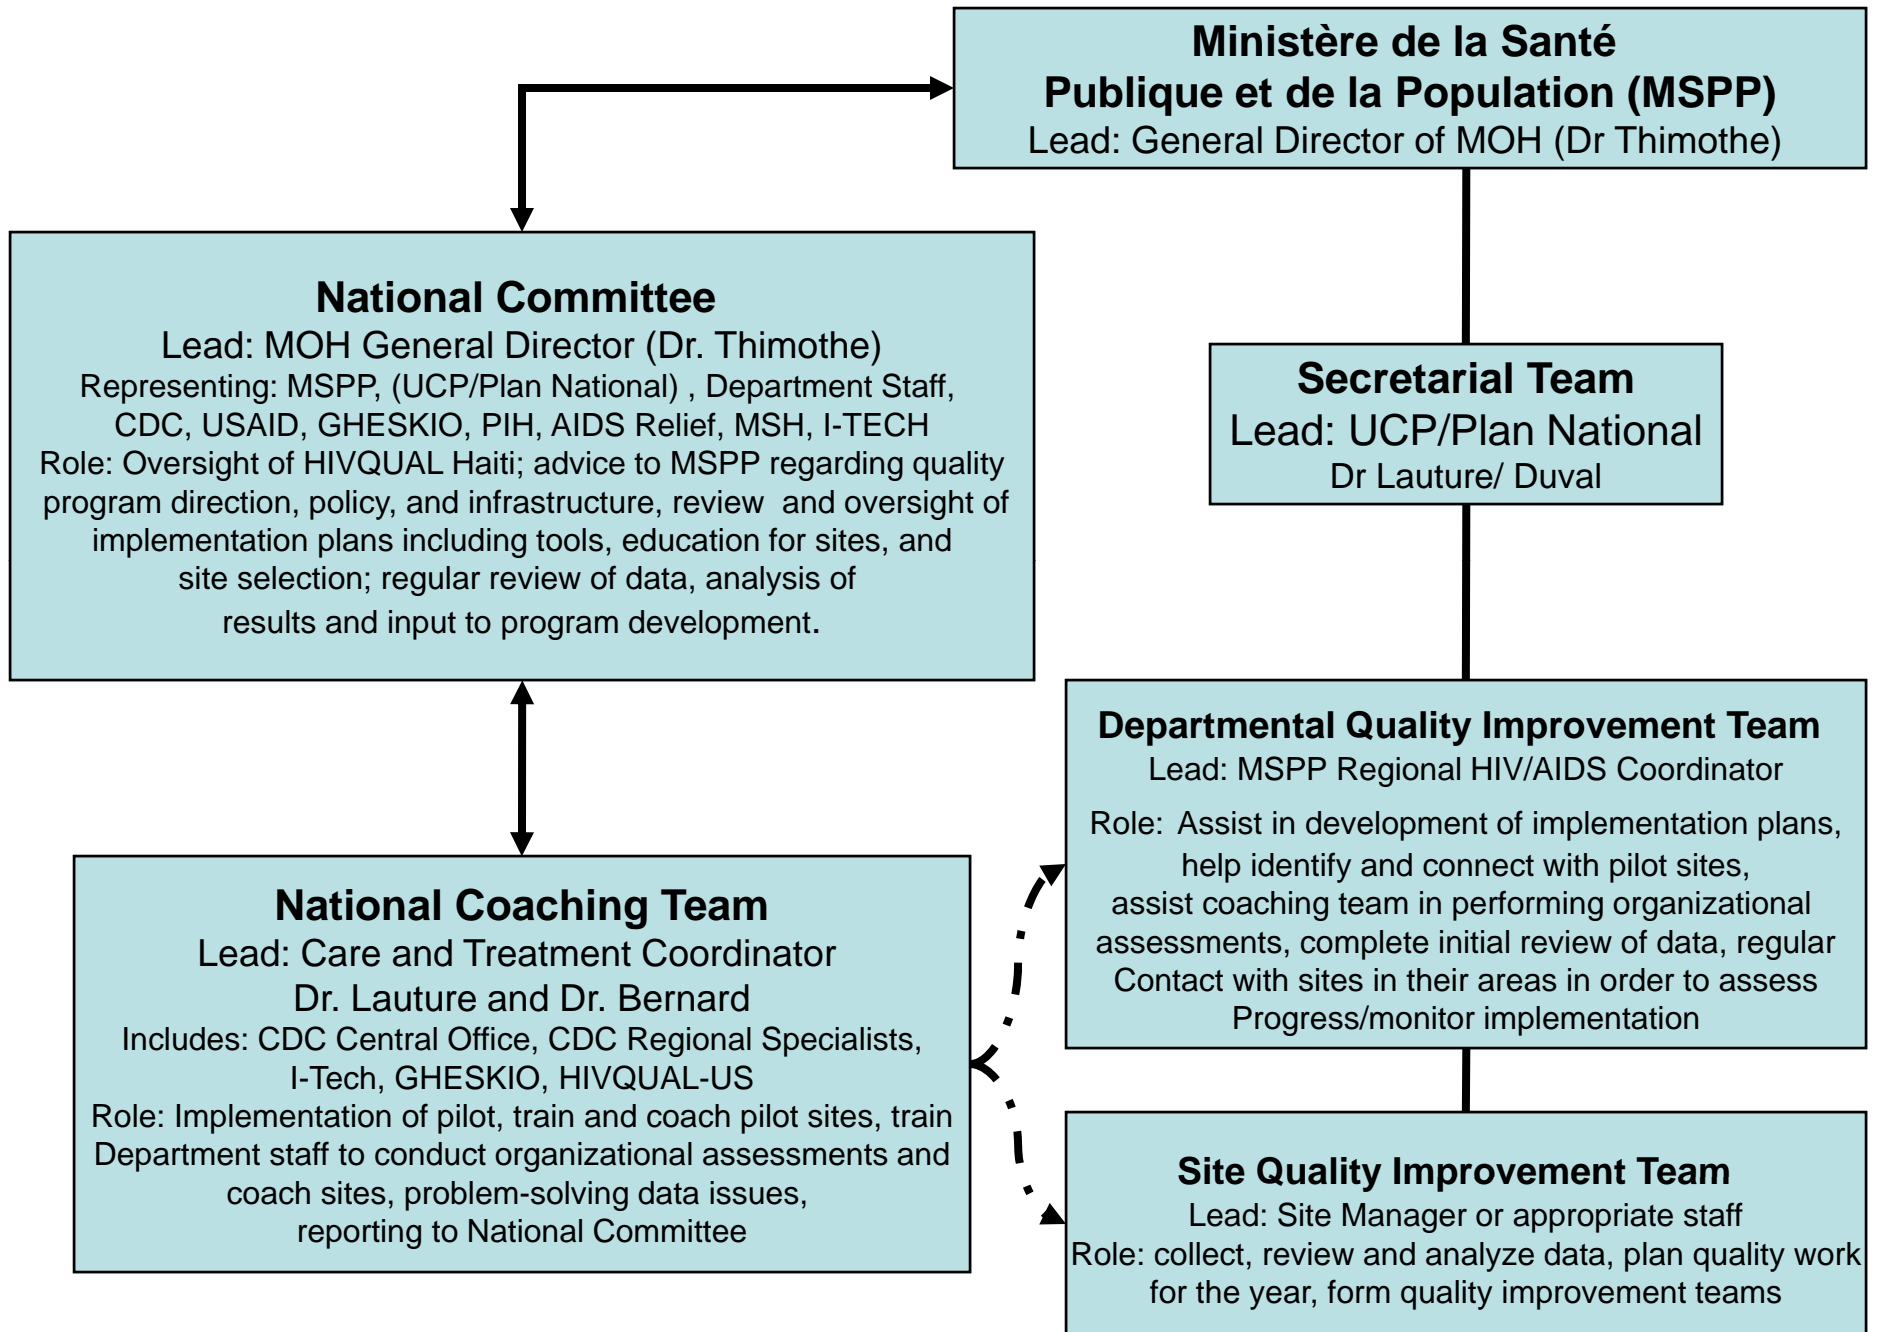 Ministère de la Santé
Publique et de la Population (MSPP)
Lead: General Director of MOH (Dr Thimothe)
National Committee
Lead: MOH General Director (Dr. Thimothe)
Representing: MSPP, (UCP/Plan National) , Department Staff,
CDC, USAID, GHESKIO, PIH, AIDS Relief, MSH, I-TECH
Role: Oversight of HIVQUAL Haiti; advice to MSPP regarding quality
program direction, policy, and infrastructure, review and oversight of
implementation plans including tools, education for sites, and
site selection; regular review of data, analysis of
results and input to program development.
Secretarial Team
Lead: UCP/Plan National
Dr Lauture/ Duval
Departmental Quality Improvement Team
Lead: MSPP Regional HIV/AIDS Coordinator
Role: Assist in development of implementation plans,
help identify and connect with pilot sites,
assist coaching team in performing organizational
assessments, complete initial review of data, regular
Contact with sites in their areas in order to assess
Progress/monitor implementation
National Coaching Team
Lead: Care and Treatment Coordinator
Dr. Lauture and Dr. Bernard
Includes: CDC Central Office, CDC Regional Specialists,
I-Tech, GHESKIO, HIVQUAL-US
Role: Implementation of pilot, train and coach pilot sites, train
Department staff to conduct organizational assessments and
coach sites, problem-solving data issues,
reporting to National Committee
Site Quality Improvement Team
Lead: Site Manager or appropriate staff
Role: collect, review and analyze data, plan quality work
for the year, form quality improvement teams